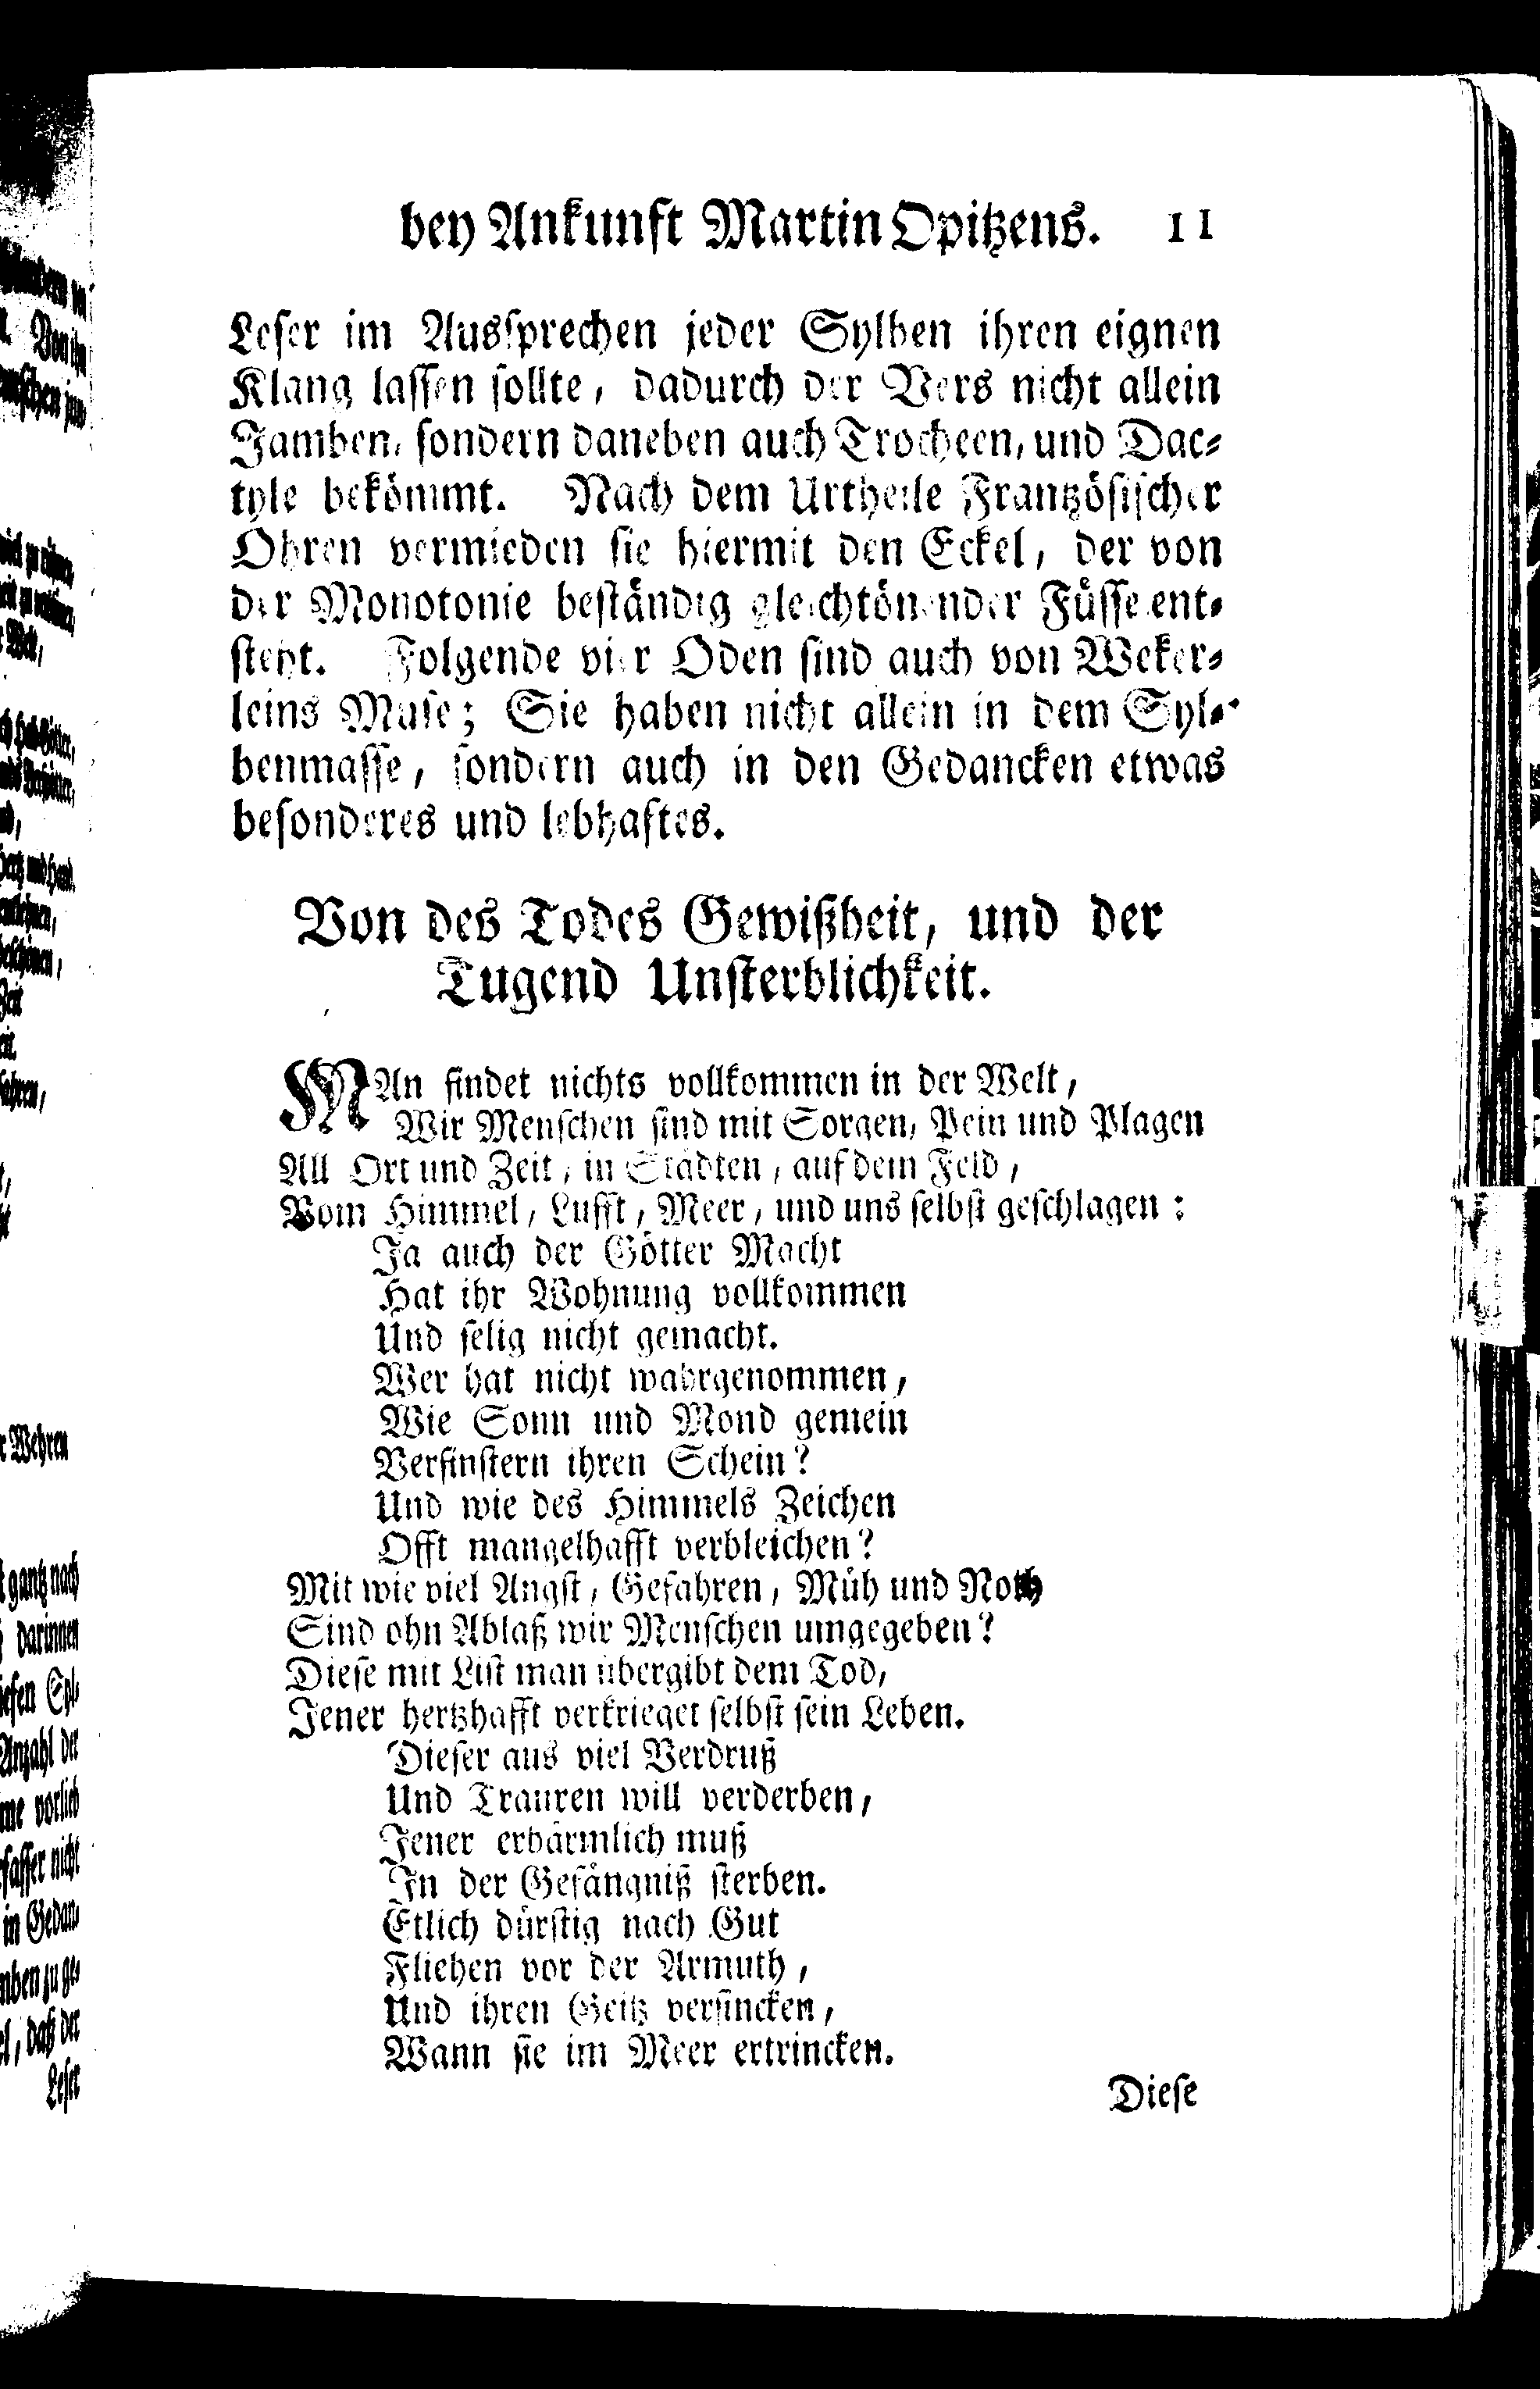 bey Ankunft Martin Opitzens. 11
Leser im Aussprechen jeder Sylben ihren eignen
Klang lassen sollte, dadurch der Vers nicht allein
Jamben, sondern daneben auch Trocheen, und Dac-
tyle bekömmt. Nach dem Urtheile Frantzösischer
Ohren vermieden sie hiermit den Eckel, der von
der Monotonie beständig gleichtönender Füsse ent-
steht. Folgende vier Oden sind auch von Weker-
leins Muse; Sie haben nicht allein in dem Syl-
benmasse, sondern auch in den Gedancken etwas
besonderes und lebhaftes.
Von des Todes Gewißheit, und der
Tugend Unsterblichkeit.
MAn findet nichts vollkommen in der Welt,
Wir Menschen sind mit Sorgen, Pein und Plagen
All Ort und Zeit, in Städten, auf dem Feld,
Vom Himmel, Lufft, Meer, und uns selbst geschlagen:
Ja auch der Götter Macht
Hat ihr Wohnung vollkommen
Und selig nicht gemacht.
Wer hat nicht wahrgenommen,
Wie Sonn und Mond gemein
Verfinstern ihren Schein?
Und wie des Himmels Zeichen
Offt mangelhafft verbleichen?
Mit wie viel Angst, Gefahren, Müh und Noth
Sind ohn Ablaß wir Menschen umgegeben?
Diese mit List man übergibt dem Tod,
Jener hertzhafft verkrieget selbst sein Leben.
Dieser aus viel Verdruß
Und Trauren will verderben,
Jener erbärmlich muß
In der Gefängniß sterben.
Etlich dürstig nach Gut
Fliehen vor der Armuth,
Und ihren Geitz versincken,
Wann sie im Meer ertrincken.
Diese